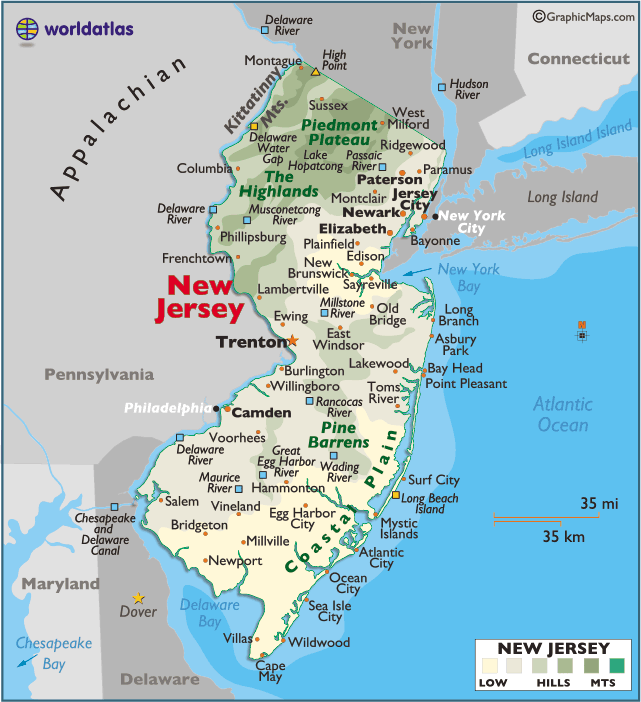 worldatlas
©GraphicMaps.com
Delaware
River
New
York
Connecticut
High
Point
Montague
Hudson
River
Kittatinny
Mts.
Appalachian
Sussex
West
Milford
Piedmont
Plateau
Delaware
Water
Gap
Lake
Hopatcong
Passaic
River
Ridgewood
Long Island Island
Columbia
The
Highlands
Paterson
Paramus
Montclair
Jersey
City
Long Island
Delaware
River
Musconetcong
River
Newark
New York
City
Phillipsburg
Elizabeth
Bayonne
Plainfield
Edison
Frenchtown
New
Brunswick
Sayreville
New York
Bay
New
Jersey
Lambertville
Millstone
River
Old
Bridge
Long
Branch
Ewing
East
Windsor
Asbury
Park
Trenton
Pennsylvania
Burlington
Lakewood
Bay Head
Point Pleasant
Willingboro
Toms
River
Philadelphia
Camden
Rancocas
River
Atlantic
Ocean
Voorhees
Pine
Barrens
Delaware
River
Great
Egg Harbor
River
Wading
River
Coastal Plain
Maurice
River
Hammonton
Surf City
Long Beach
Island
Salem
Vineland
Egg Harbor
City
Chesapeake
and
Delaware
Canal
Bridgeton
Mystic
Islands
35 mi
35 km
Millville
Atlantic
City
Newport
Maryland
Ocean
City
Dover
Delaware
Bay
Sea Isle
City
Chesapeake
Bay
Villas
Wildwood
Cape
May
Delaware
NEW JERSEY
LOW HILLS MTS